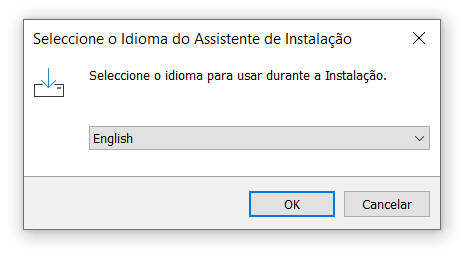 Seleccione o Idioma do Assistente de Instalação
Seleccione o idioma para usar durante a Instalação.
English
OK
Cancelar